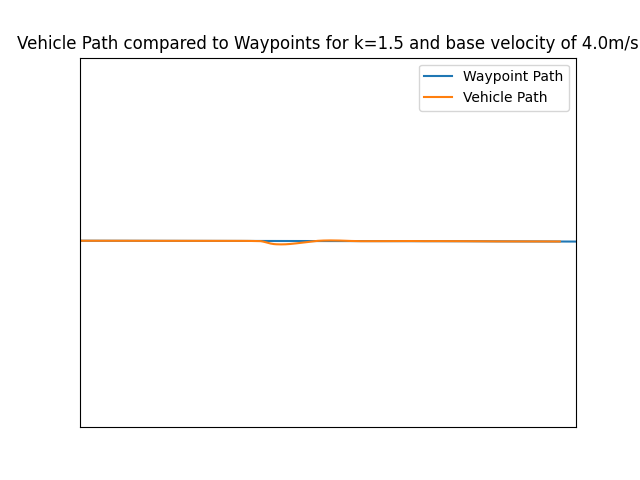 Vehicle Path compared to Waypoints for k=1.5 and base velocity of 4.0m/s
Waypoint Path
Vehicle Path